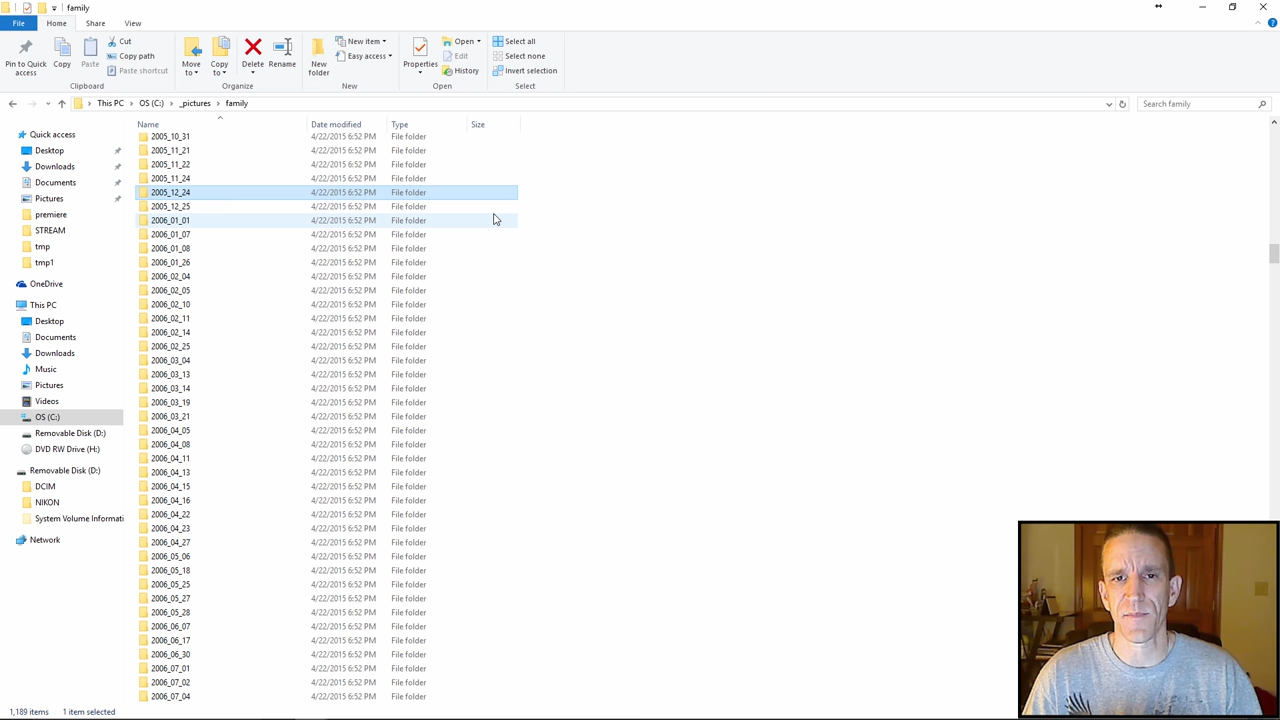 family
File
Home
Share
View
Pin to Quick access
Copy
Paste
Cut
Copy path
Paste shortcut
Clipboard
Move to
Copy to
Delete
Rename
Organize
New folder
New item
Easy access
New
Properties
Open
Edit
History
Open
Select all
Select none
Invert selection
Select
This PC
OS (C:)
_pictures
family
Search family
Quick access
Desktop
Downloads
Documents
Pictures
premiere
STREAM
tmp
tmp1
OneDrive
This PC
Desktop
Documents
Downloads
Music
Pictures
Videos
OS (C:)
Removable Disk (D:)
DVD RW Drive (H:)
Removable Disk (D:)
DCIM
NIKON
System Volume Informati
Network
Name Date modified Type Size
2005_10_31 4/22/2015 6:52 PM File folder
2005_11_21 4/22/2015 6:52 PM File folder
2005_11_22 4/22/2015 6:52 PM File folder
2005_11_24 4/22/2015 6:52 PM File folder
2005_12_24 4/22/2015 6:52 PM File folder
2005_12_25 4/22/2015 6:52 PM File folder
2006_01_01 4/22/2015 6:52 PM File folder
2006_01_07 4/22/2015 6:52 PM File folder
2006_01_08 4/22/2015 6:52 PM File folder
2006_01_26 4/22/2015 6:52 PM File folder
2006_02_04 4/22/2015 6:52 PM File folder
2006_02_05 4/22/2015 6:52 PM File folder
2006_02_10 4/22/2015 6:52 PM File folder
2006_02_11 4/22/2015 6:52 PM File folder
2006_02_14 4/22/2015 6:52 PM File folder
2006_02_25 4/22/2015 6:52 PM File folder
2006_03_04 4/22/2015 6:52 PM File folder
2006_03_13 4/22/2015 6:52 PM File folder
2006_03_14 4/22/2015 6:52 PM File folder
2006_03_19 4/22/2015 6:52 PM File folder
2006_03_21 4/22/2015 6:52 PM File folder
2006_04_05 4/22/2015 6:52 PM File folder
2006_04_08 4/22/2015 6:52 PM File folder
2006_04_11 4/22/2015 6:52 PM File folder
2006_04_13 4/22/2015 6:52 PM File folder
2006_04_15 4/22/2015 6:52 PM File folder
2006_04_16 4/22/2015 6:52 PM File folder
2006_04_22 4/22/2015 6:52 PM File folder
2006_04_23 4/22/2015 6:52 PM File folder
2006_04_27 4/22/2015 6:52 PM File folder
2006_05_06 4/22/2015 6:52 PM File folder
2006_05_18 4/22/2015 6:52 PM File folder
2006_05_25 4/22/2015 6:52 PM File folder
2006_05_27 4/22/2015 6:52 PM File folder
2006_05_28 4/22/2015 6:52 PM File folder
2006_06_07 4/22/2015 6:52 PM File folder
2006_06_17 4/22/2015 6:52 PM File folder
2006_06_30 4/22/2015 6:52 PM File folder
2006_07_01 4/22/2015 6:52 PM File folder
2006_07_02 4/22/2015 6:52 PM File folder
2006_07_04 4/22/2015 6:52 PM File folder
1,189 items 1 item selected